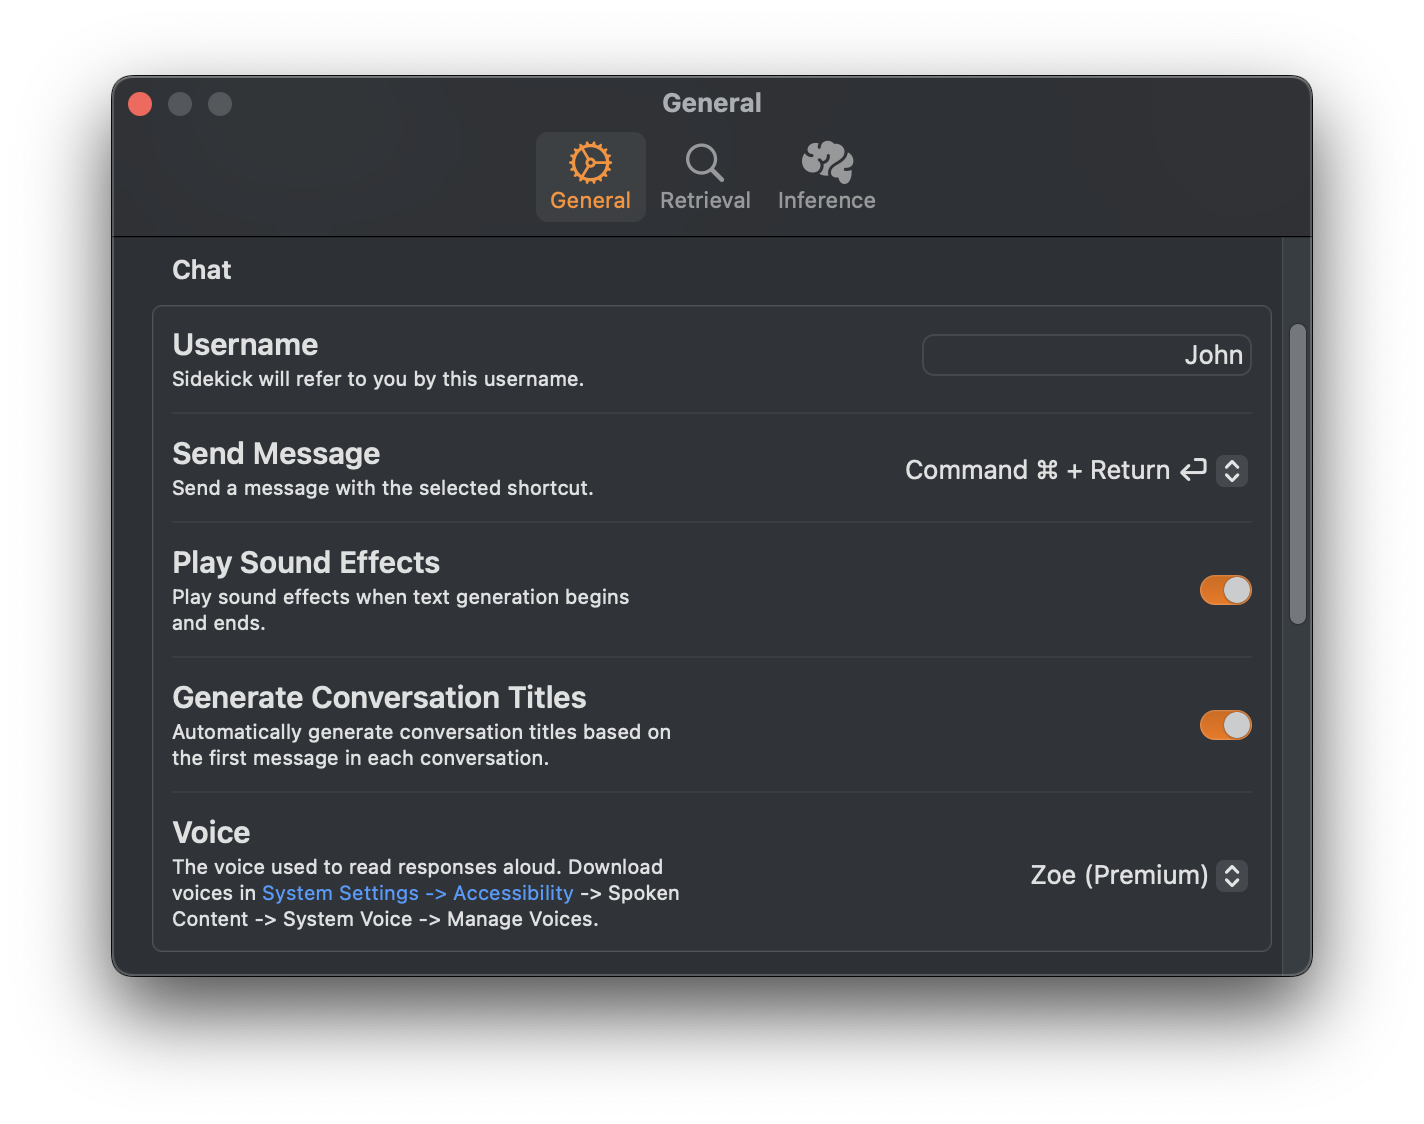 General
General
Retrieval
Inference
Chat
Username
Sidekick will refer to you by this username.
John
Send Message
Send a message with the selected shortcut.
Command ⌘ + Return ↩
Play Sound Effects
Play sound effects when text generation begins
and ends.
Generate Conversation Titles
Automatically generate conversation titles based on
the first message in each conversation.
Voice
The voice used to read responses aloud. Download
voices in System Settings -> Accessibility -> Spoken
Content -> System Voice -> Manage Voices.
Zoe (Premium)